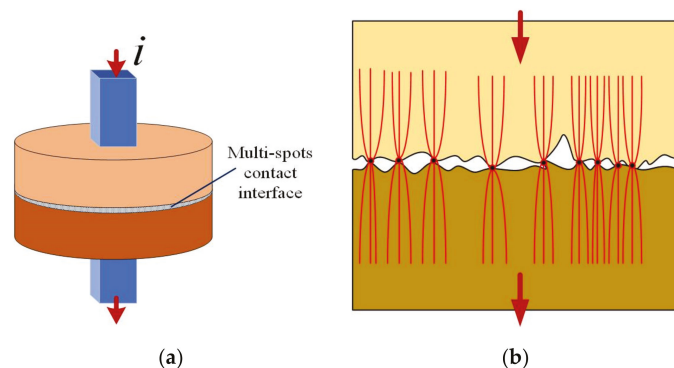 i
Multi-spots
contact
interface
(a)
(b)